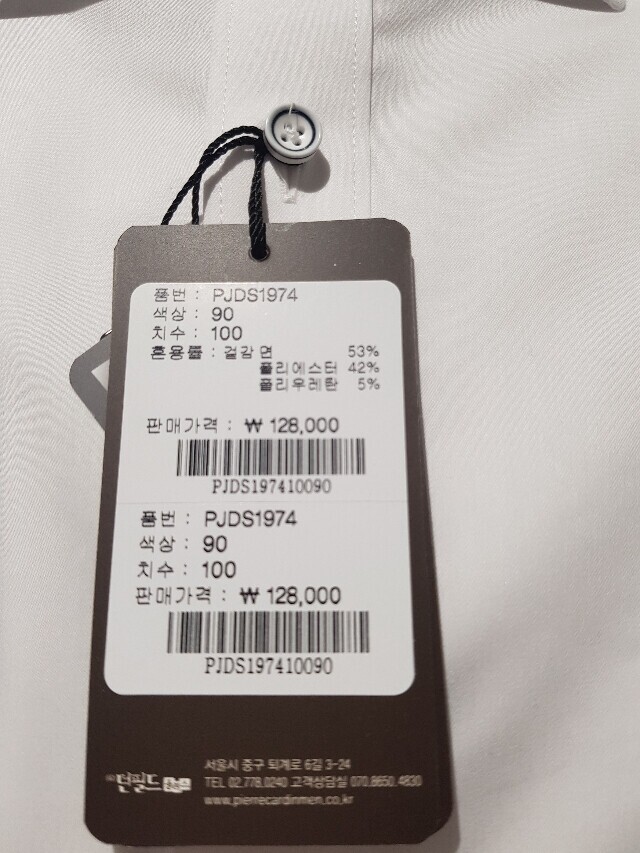 품번 : PJDS1974
색상 : 90
치수 : 100
혼용률 : 겉감 면 53%
폴리에스터 42%
폴리우레탄 5%
판매가격 : ₩ 128,000
PJDS197410090
품번 : PJDS1974
색상 : 90
치수 : 100
판매가격 : ₩ 128,000
PJDS197410090
서울시 중구 퇴계로 6길 3-24
던필드
TEL 02.778.0240 고객상담실 070.8650.4830
www.pierrecardinmen.co.kr